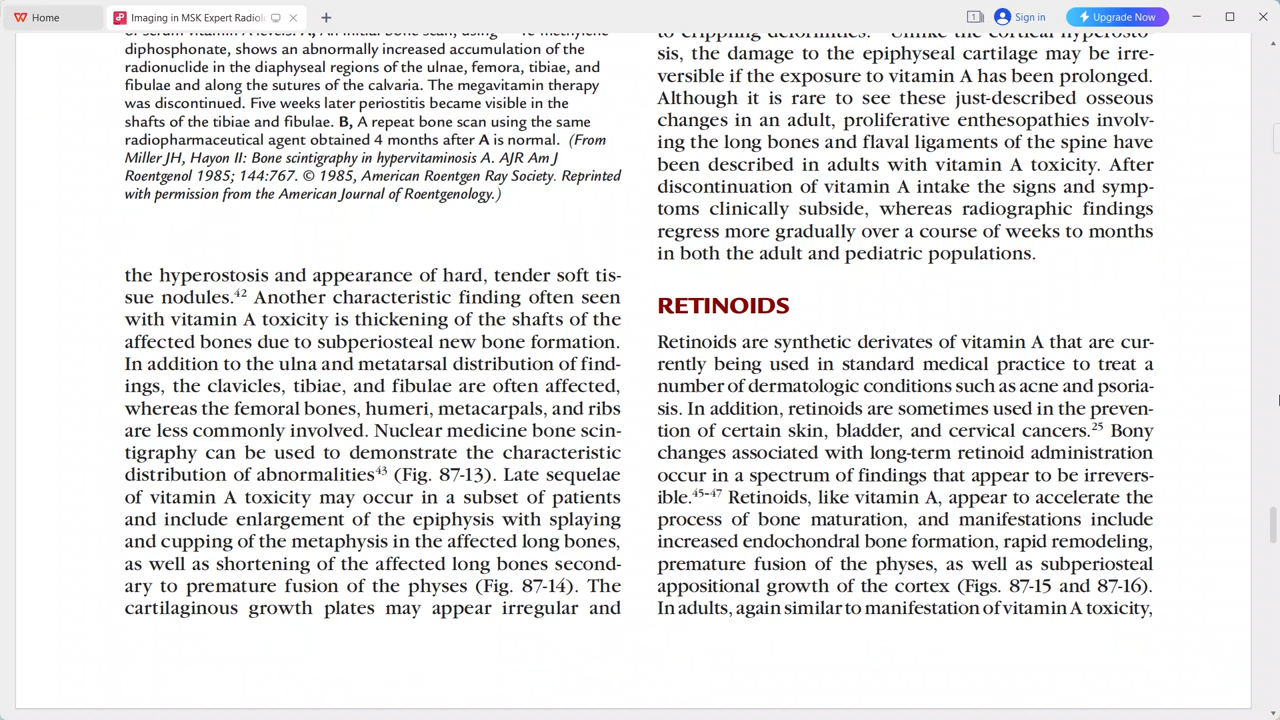 Home
Imaging in MSK Expert Radiol
1
Sign in
Upgrade Now
diphosphonate, shows an abnormally increased accumulation of the
radionuclide in the diaphyseal regions of the ulnae, femora, tibiae, and
fibulae and along the sutures of the calvaria. The megavitamin therapy
was discontinued. Five weeks later periostitis became visible in the
shafts of the tibiae and fibulae. B, A repeat bone scan using the same
radiopharmaceutical agent obtained 4 months after A is normal. (From
Miller JH, Hayon II: Bone scintigraphy in hypervitaminosis A. AJR Am J
Roentgenol 1985; 144:767. © 1985, American Roentgen Ray Society. Reprinted
with permission from the American Journal of Roentgenology.)
the hyperostosis and appearance of hard, tender soft tis-
sue nodules.42 Another characteristic finding often seen
with vitamin A toxicity is thickening of the shafts of the
affected bones due to subperiosteal new bone formation.
In addition to the ulna and metatarsal distribution of find-
ings, the clavicles, tibiae, and fibulae are often affected,
whereas the femoral bones, humeri, metacarpals, and ribs
are less commonly involved. Nuclear medicine bone scin-
tigraphy can be used to demonstrate the characteristic
distribution of abnormalities43 (Fig. 87-13). Late sequelae
of vitamin A toxicity may occur in a subset of patients
and include enlargement of the epiphysis with splaying
and cupping of the metaphysis in the affected long bones,
as well as shortening of the affected long bones second-
ary to premature fusion of the physes (Fig. 87-14). The
cartilaginous growth plates may appear irregular and
to crippling deformities. Unlike the cortical hyperosto-
sis, the damage to the epiphyseal cartilage may be irre-
versible if the exposure to vitamin A has been prolonged.
Although it is rare to see these just-described osseous
changes in an adult, proliferative enthesopathies involv-
ing the long bones and flaval ligaments of the spine have
been described in adults with vitamin A toxicity. After
discontinuation of vitamin A intake the signs and symp-
toms clinically subside, whereas radiographic findings
regress more gradually over a course of weeks to months
in both the adult and pediatric populations.
RETINOIDS
Retinoids are synthetic derivates of vitamin A that are cur-
rently being used in standard medical practice to treat a
number of dermatologic conditions such as acne and psoria-
sis. In addition, retinoids are sometimes used in the preven-
tion of certain skin, bladder, and cervical cancers.25 Bony
changes associated with long-term retinoid administration
occur in a spectrum of findings that appear to be irrevers-
ible.45-47 Retinoids, like vitamin A, appear to accelerate the
process of bone maturation, and manifestations include
increased endochondral bone formation, rapid remodeling,
premature fusion of the physes, as well as subperiosteal
appositional growth of the cortex (Figs. 87-15 and 87-16).
In adults, again similar to manifestation of vitamin A toxicity,